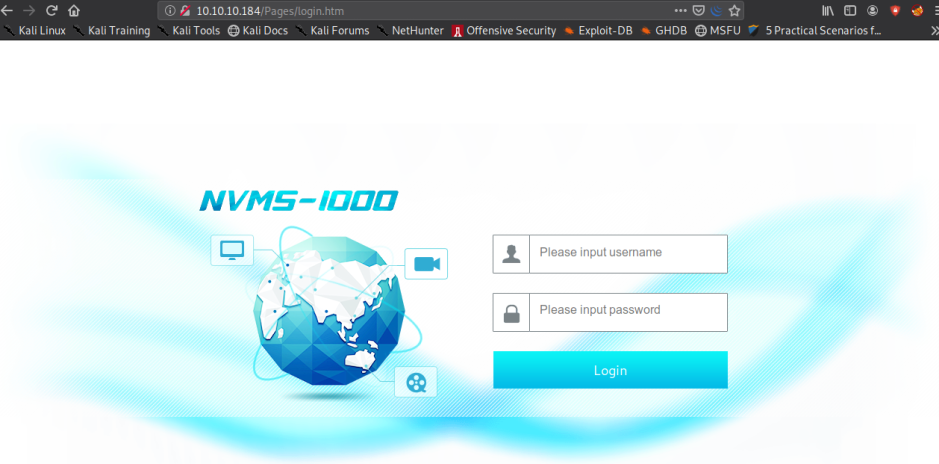 10.10.10.184/Pages/login.htm
Kali Linux Kali Training Kali Tools Kali Docs Kali Forums NetHunter Offensive Security Exploit-DB GHDB MSFU 5 Practical Scenarios f...
NVMS-1000
Please input username
Please input password
Login